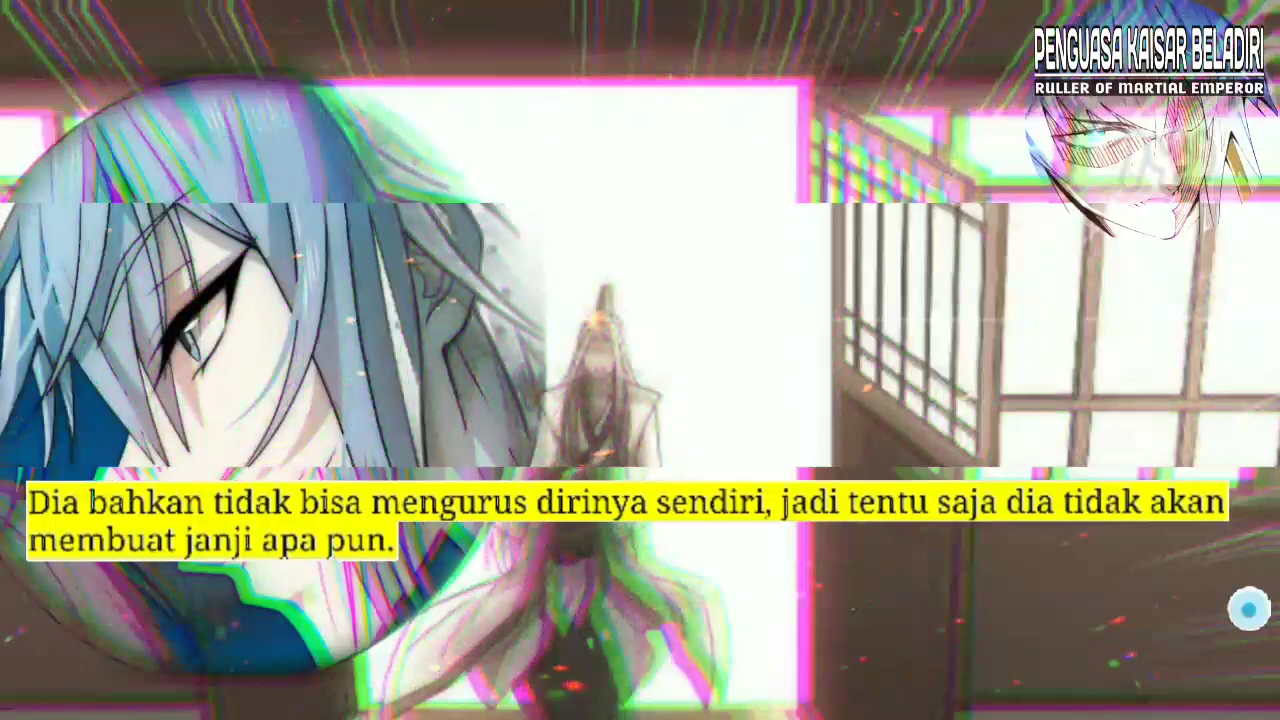 PENGUASA KAISAR BELADIRI
RULLER OF MARTIAL EMPEROR
Dia bahkan tidak bisa mengurus dirinya sendiri, jadi tentu saja dia tidak akan
membuat janji apa pun.